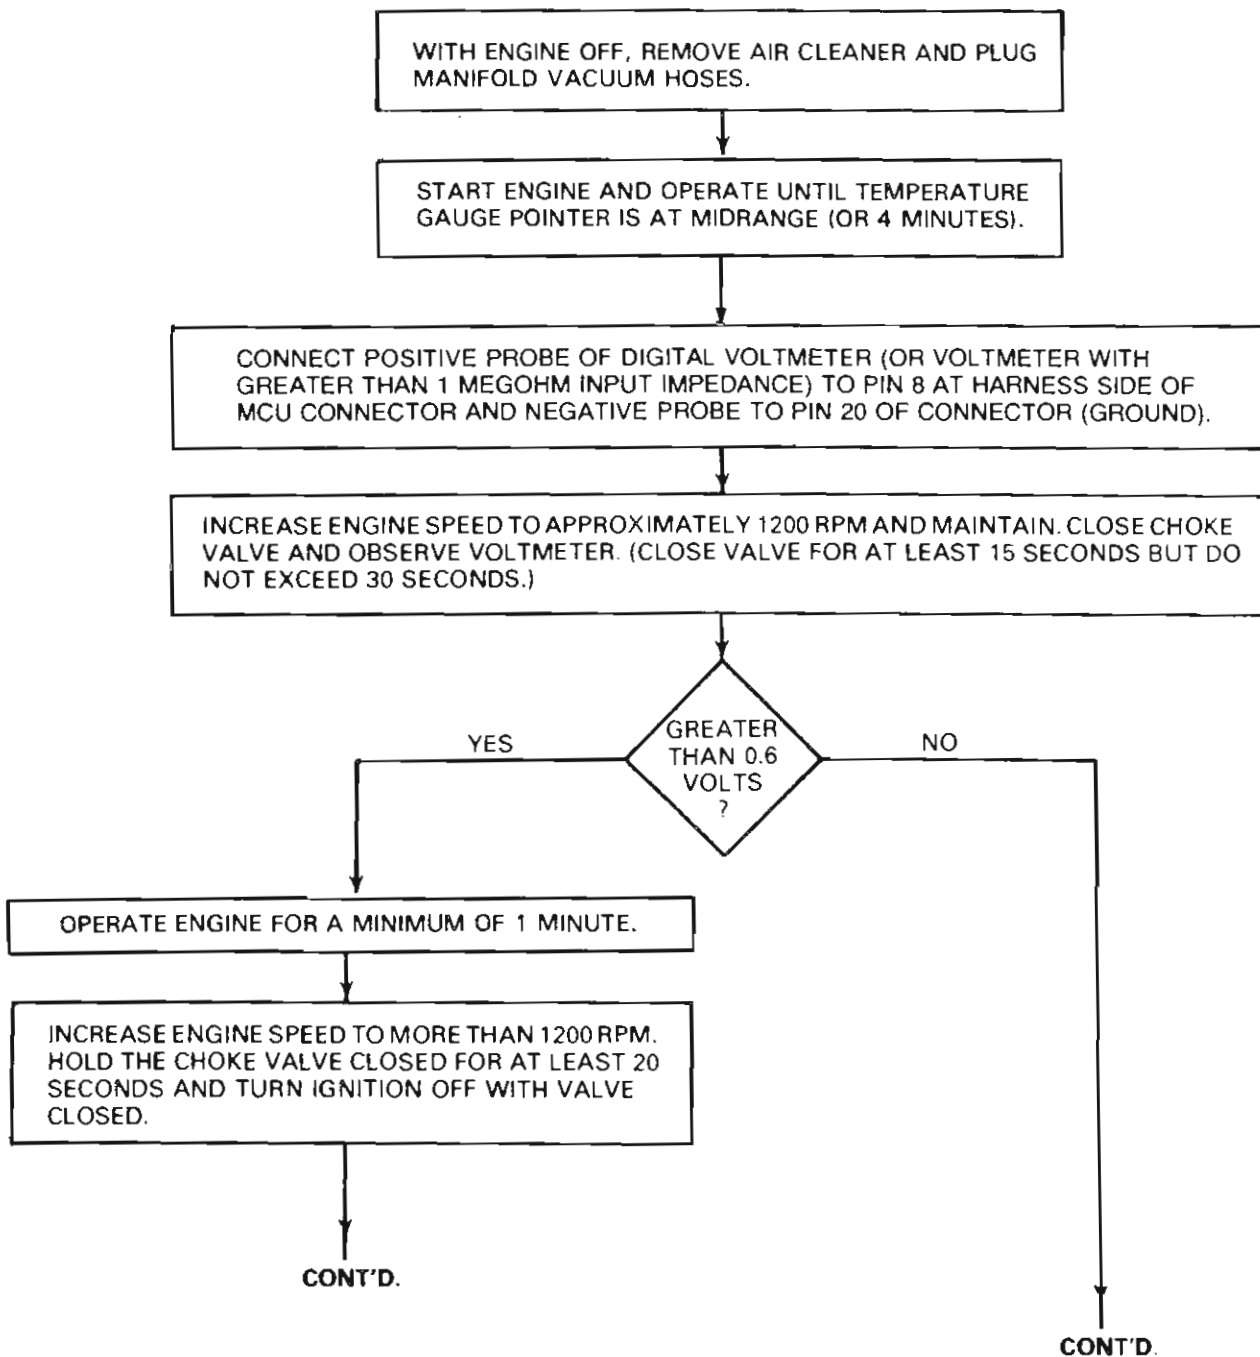 WITH ENGINE OFF, REMOVE AIR CLEANER AND PLUG
MANIFOLD VACUUM HOSES.
START ENGINE AND OPERATE UNTIL TEMPERATURE
GAUGE POINTER IS AT MIDRANGE (OR 4 MINUTES).
CONNECT POSITIVE PROBE OF DIGITAL VOLTMETER (OR VOLTMETER WITH
GREATER THAN 1 MEGOHM INPUT IMPEDANCE) TO PIN 8 AT HARNESS SIDE OF
MCU CONNECTOR AND NEGATIVE PROBE TO PIN 20 OF CONNECTOR (GROUND).
INCREASE ENGINE SPEED TO APPROXIMATELY 1200 RPM AND MAINTAIN. CLOSE CHOKE
VALVE AND OBSERVE VOLTMETER. (CLOSE VALVE FOR AT LEAST 15 SECONDS BUT DO
NOT EXCEED 30 SECONDS.)
GREATER
THAN 0.6
VOLTS
?
YES
NO
OPERATE ENGINE FOR A MINIMUM OF 1 MINUTE.
INCREASE ENGINE SPEED TO MORE THAN 1200 RPM.
HOLD THE CHOKE VALVE CLOSED FOR AT LEAST 20
SECONDS AND TURN IGNITION OFF WITH VALVE
CLOSED.
CONT'D.
CONT'D.